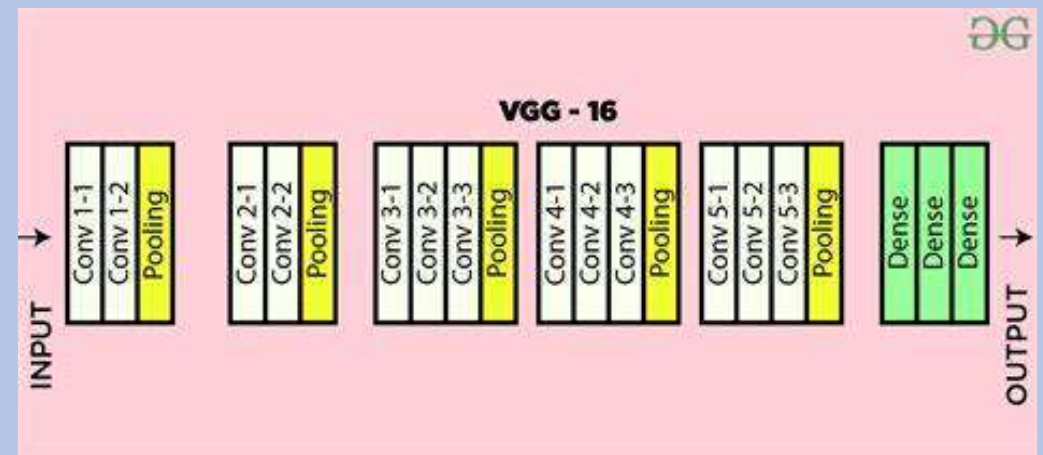 GG
VGG - 16
INPUT
Conv 1-1
Conv 1-2
Pooling
Conv 2-1
Conv 2-2
Pooling
Conv 3-1
Conv 3-2
Conv 3-3
Pooling
Conv 4-1
Conv 4-2
Conv 4-3
Pooling
Conv 5-1
Conv 5-2
Conv 5-3
Pooling
Dense
Dense
Dense
OUTPUT